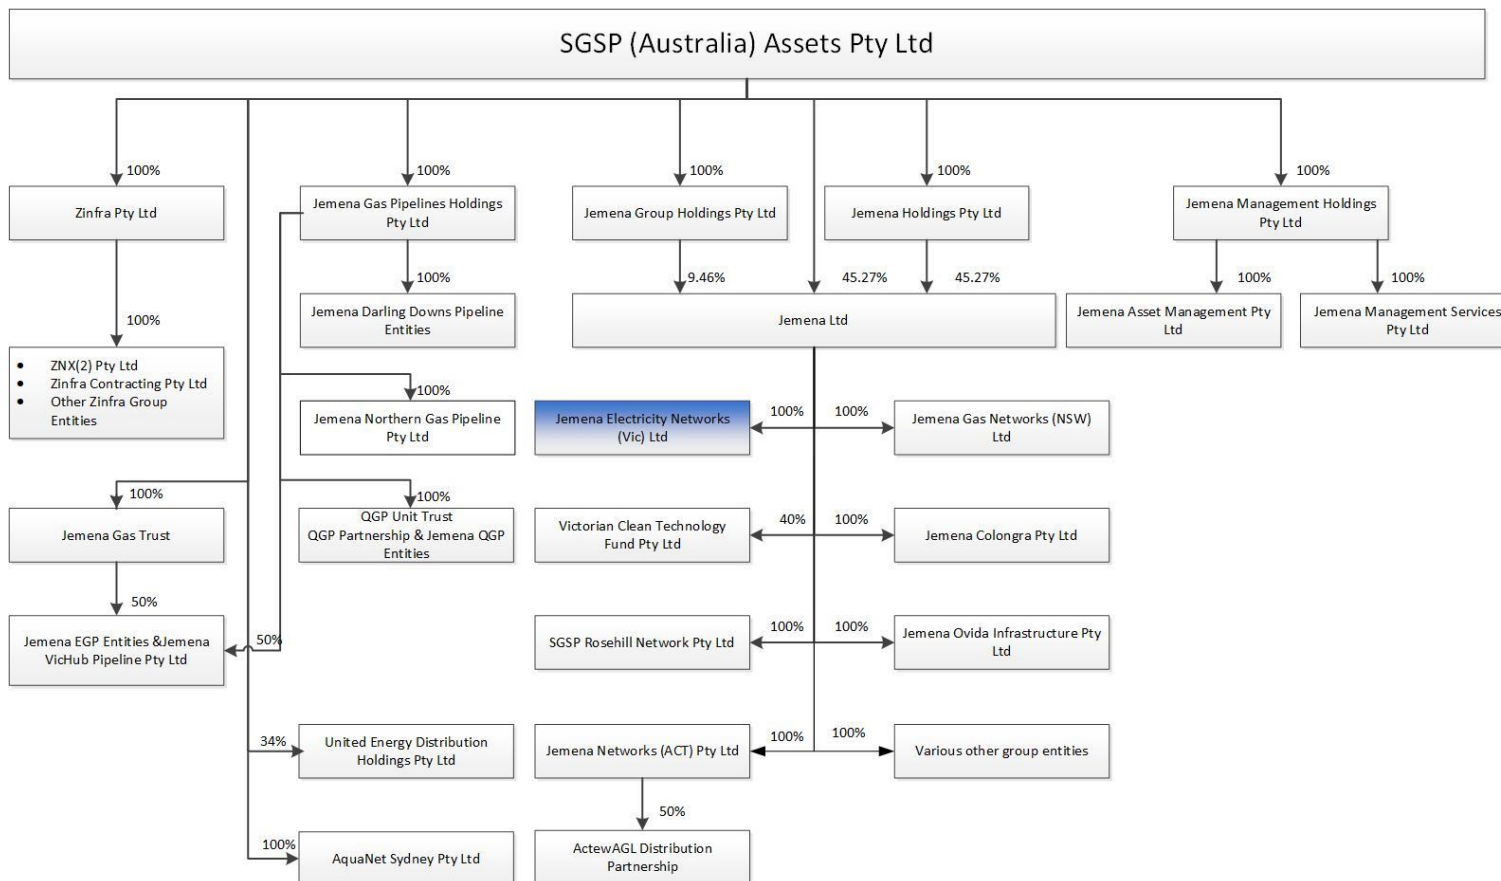 SGSP (Australia) Assets Pty Ltd
100%
100%
100%
100%
100%
Zinfra Pty Ltd
Jemena Gas Pipelines Holdings
Pty Ltd
Jemena Group Holdings Pty Ltd
Jemena Holdings Pty Ltd
Jemena Management Holdings
Pty Ltd
100%
9.46%
45.27%
45.27%
100%
100%
100%
Jemena Darling Downs Pipeline
Entities
Jemena Ltd
Jemena Asset Management Pty
Ltd
Jemena Management Services
Pty Ltd
• ZNX(2) Pty Ltd
• Zinfra Contracting Pty Ltd
• Other Zinfra Group
Entities
100%
Jemena Northern Gas Pipeline
Pty Ltd
Jemena Electricity Networks
(Vic) Ltd
100%
100%
Jemena Gas Networks (NSW)
Ltd
100%
Jemena Gas Trust
100%
QGP Unit Trust
QGP Partnership & Jemena QGP
Entities
Victorian Clean Technology
Fund Pty Ltd
40%
100%
Jemena Colongra Pty Ltd
50%
Jemena EGP Entities &Jemena
VicHub Pipeline Pty Ltd
50%
SGSP Rosehill Network Pty Ltd
100%
100%
Jemena Ovida Infrastructure Pty
Ltd
34%
United Energy Distribution
Holdings Pty Ltd
Jemena Networks (ACT) Pty Ltd
100%
100%
Various other group entities
50%
100%
AquaNet Sydney Pty Ltd
ActewAGL Distribution
Partnership